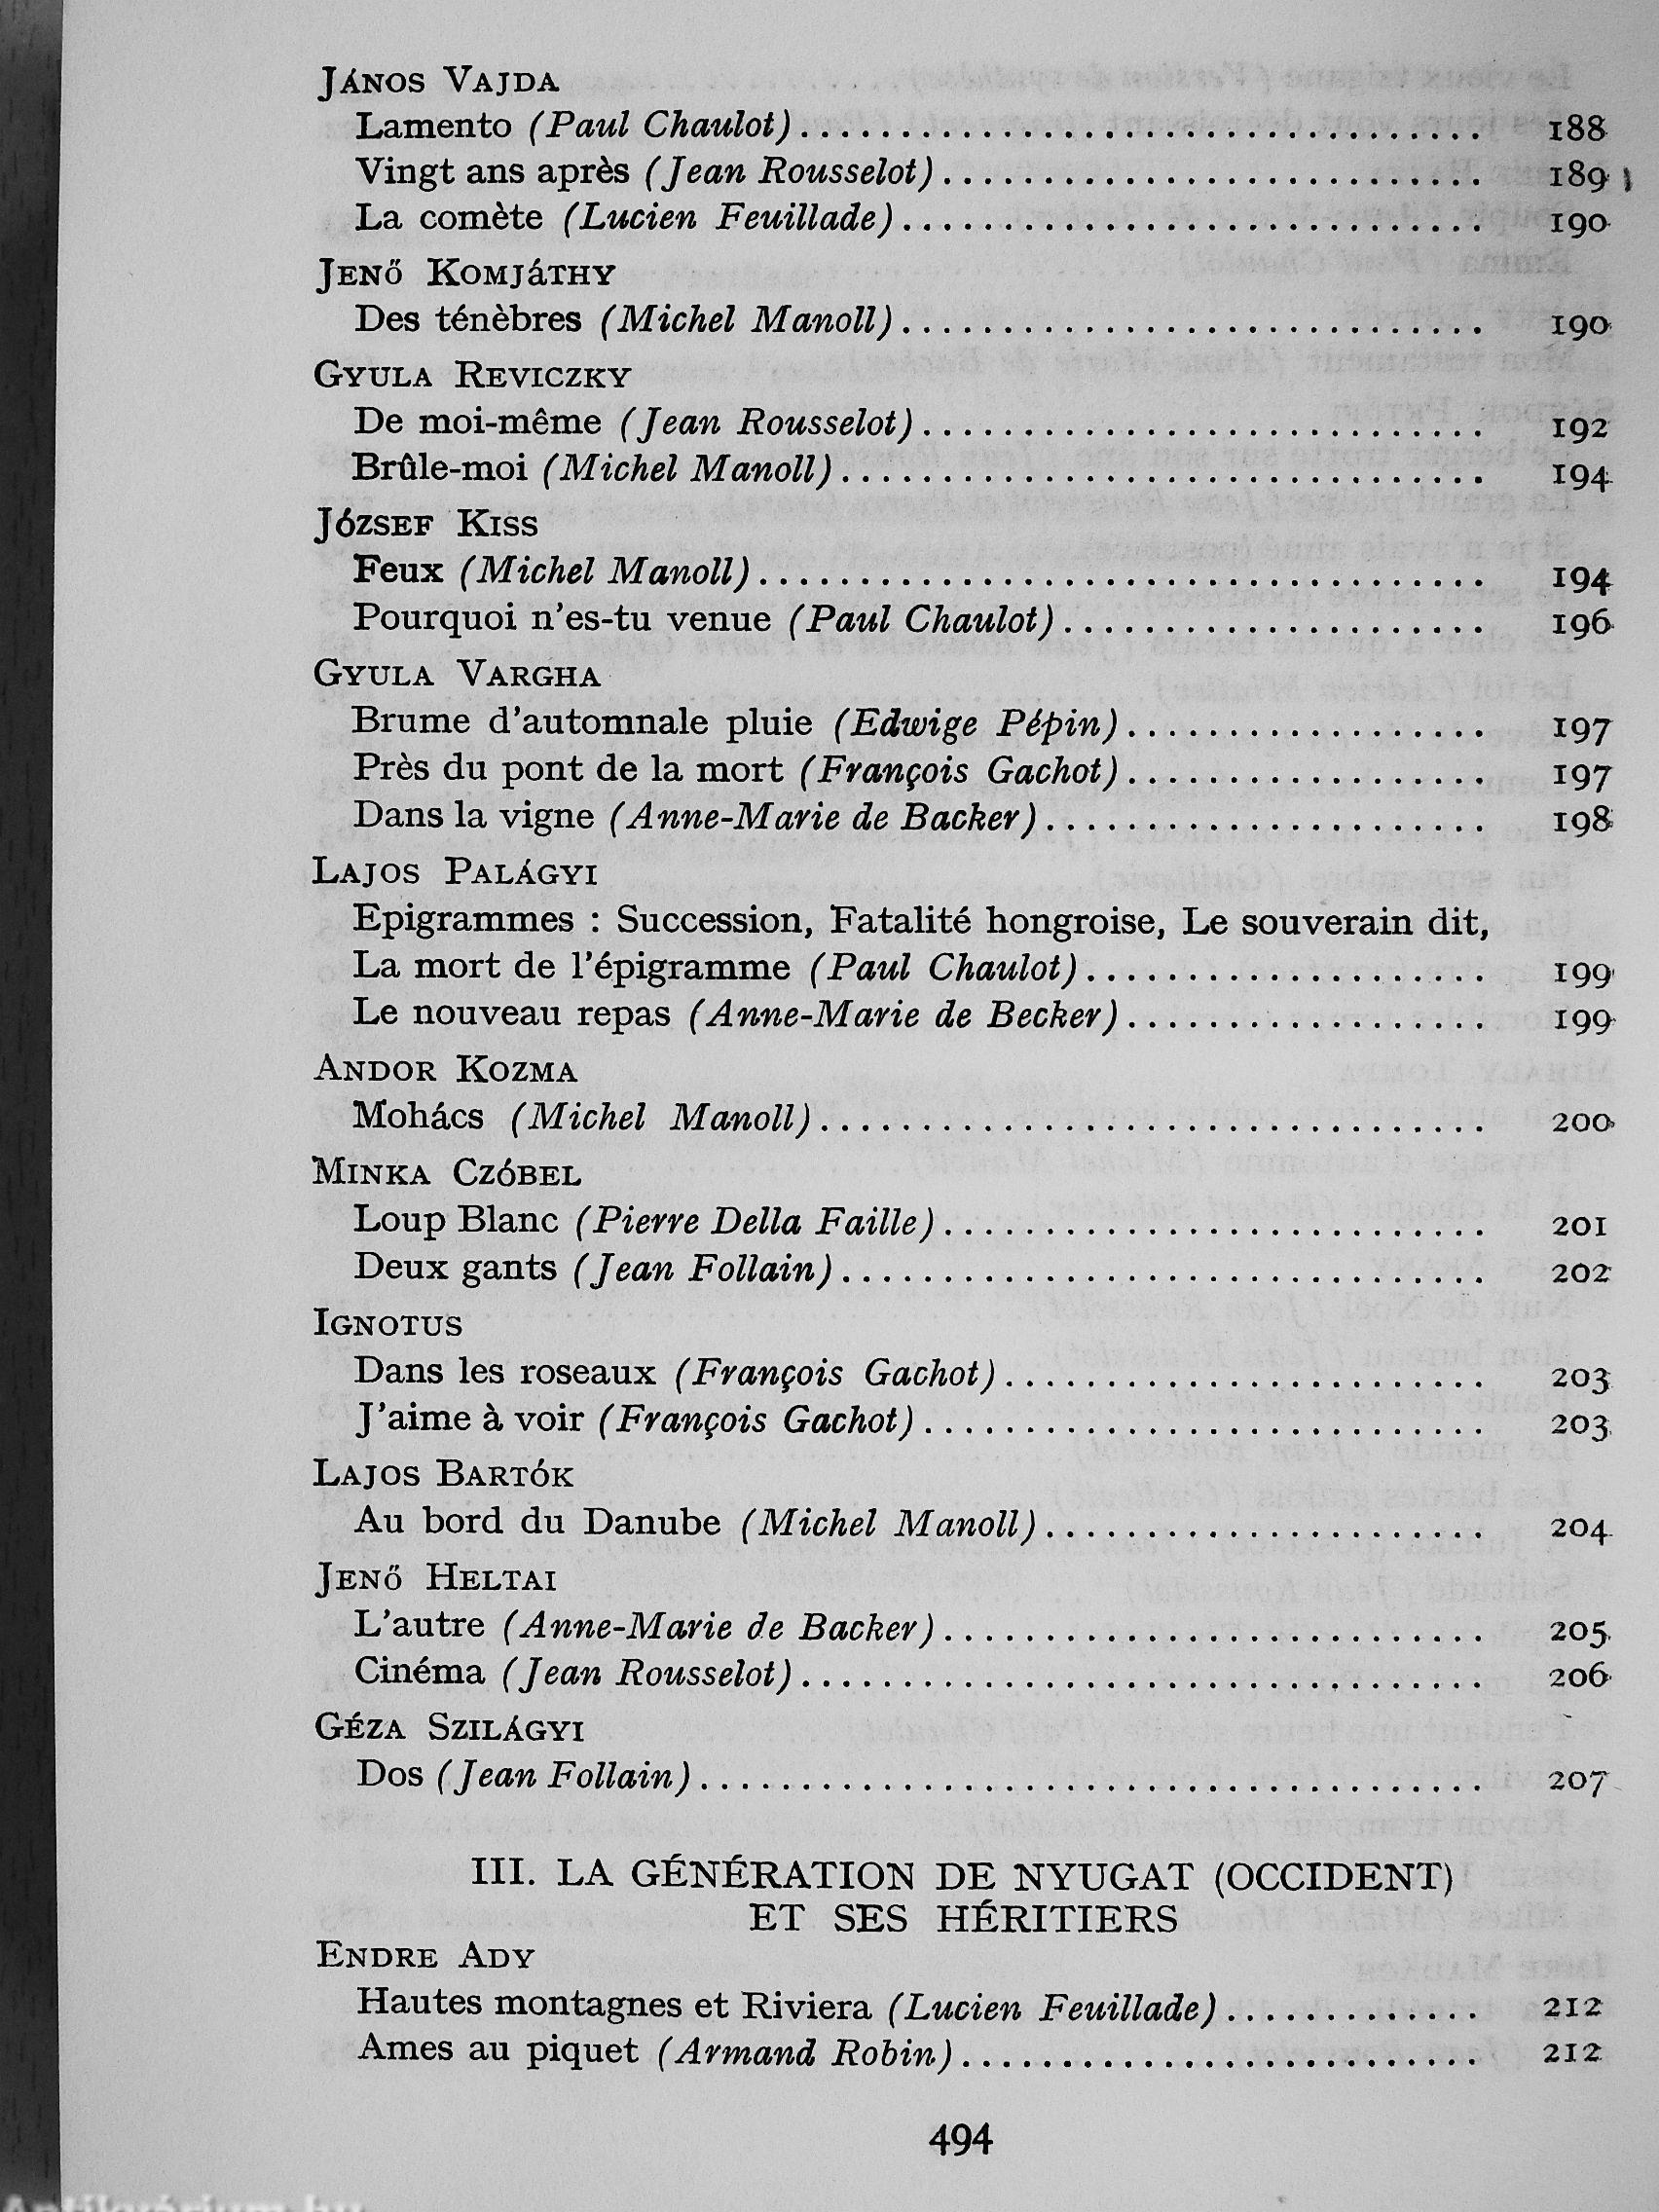 JÁNOS VAJDA
Lamento (Paul Chaulot) 188
Vingt ans après (Jean Rousselot) 189
La comète (Lucien Feuillade) 190
JENŐ KOMJÁTHY
Des ténèbres (Michel Manoll) 190
GYULA REVICZKY
De moi-même (Jean Rousselot) 192
Brûle-moi (Michel Manoll) 194
JÓZSEF KISS
Feux (Michel Manoll) 194
Pourquoi n'es-tu venue (Paul Chaulot) 196
GYULA VARGHA
Brume d'automnale pluie (Edwige Pépin) 197
Près du pont de la mort (François Gachot) 197
Dans la vigne (Anne-Marie de Backer) 198
LAJOS PALÁGYI
Epigrammes : Succession, Fatalité hongroise, Le souverain dit,
La mort de l'épigramme (Paul Chaulot) 199
Le nouveau repas (Anne-Marie de Becker) 199
ANDOR KOZMA
Mohács (Michel Manoll) 200
MINKA CZÓBEL
Loup Blanc (Pierre Della Faille) 201
Deux gants (Jean Follain) 202
IGNOTUS
Dans les roseaux (François Gachot) 203
J'aime à voir (François Gachot) 203
LAJOS BARTÓK
Au bord du Danube (Michel Manoll) 204
JENŐ HELTAI
L'autre (Anne-Marie de Backer) 205
Cinéma (Jean Rousselot) 206
GÉZA SZILÁGYI
Dos (Jean Follain) 207
III. LA GÉNÉRATION DE NYUGAT (OCCIDENT)
ET SES HÉRITIERS
ENDRE ADY
Hautes montagnes et Riviera (Lucien Feuillade) 212
Ames au piquet (Armand Robin) 212
494